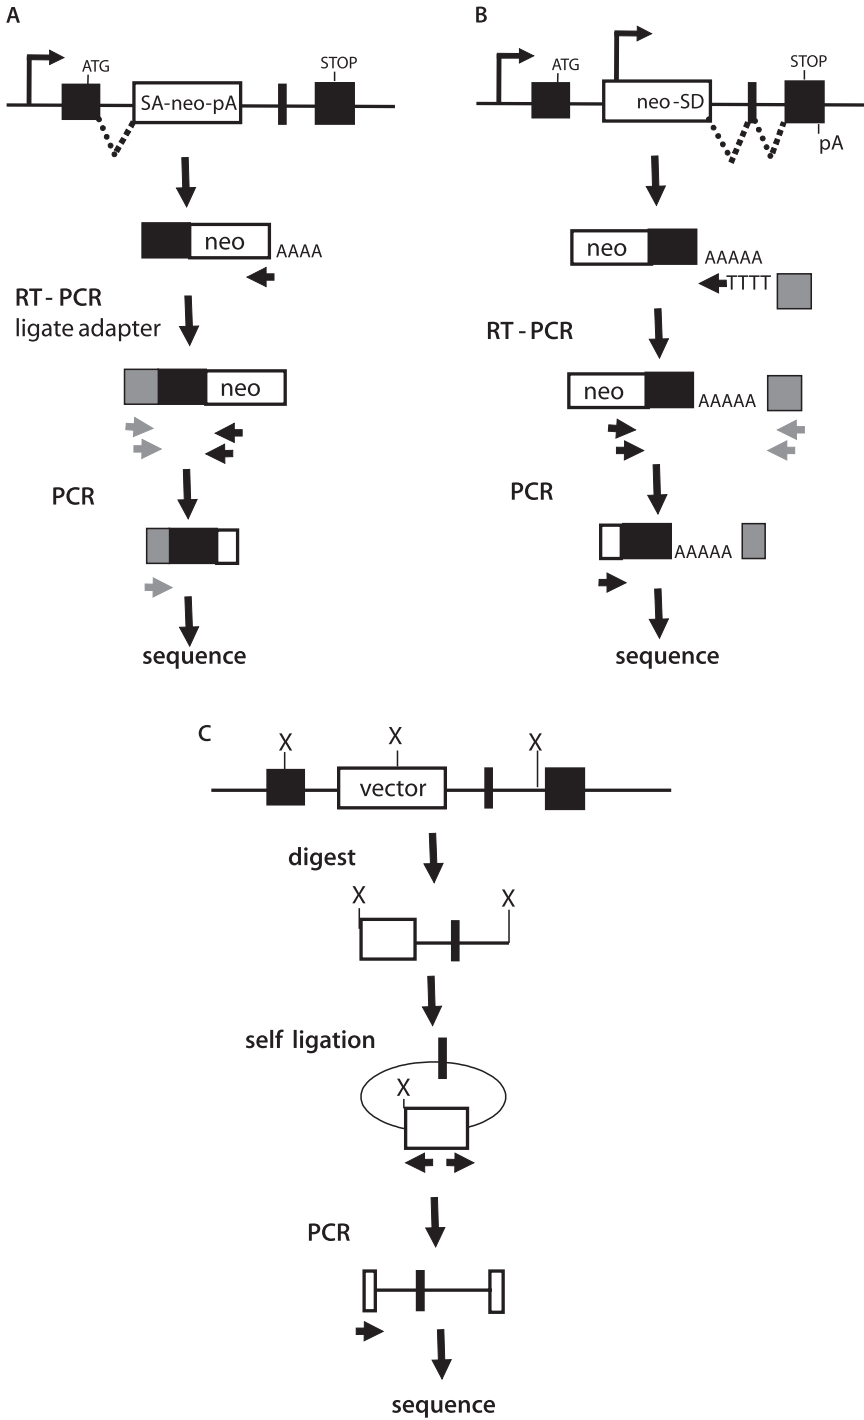 A
ATG
STOP
SA-neo-pA
neo
AAAA
RT - PCR
ligate adapter
neo
PCR
sequence
B
ATG
STOP
neo -SD
pA
neo
AAAAA
TTTT
RT - PCR
neo
AAAAA
PCR
AAAAA
sequence
C
X
X
X
vector
digest
X
X
self ligation
X
PCR
sequence